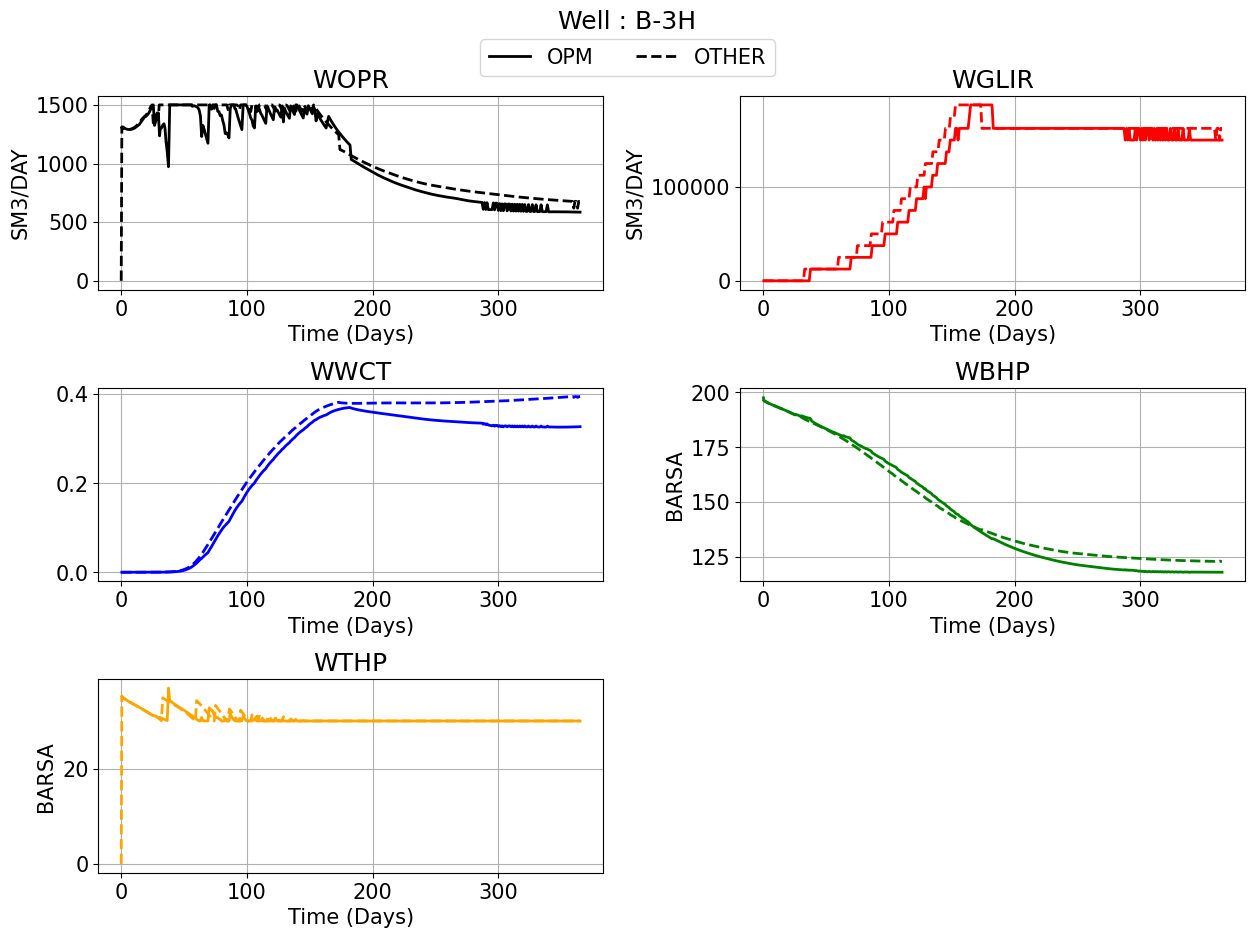 Well : B-3H
OPM OTHER
WOPR
SM3/DAY
1500
1000
500
0
0 100 200 300
Time (Days)
WGLIR
SM3/DAY
100000
0
0 100 200 300
Time (Days)
WWCT
0.4
0.2
0.0
0 100 200 300
Time (Days)
WBHP
BARSA
200
175
150
125
0 100 200 300
Time (Days)
WTHP
BARSA
20
0
0 100 200 300
Time (Days)